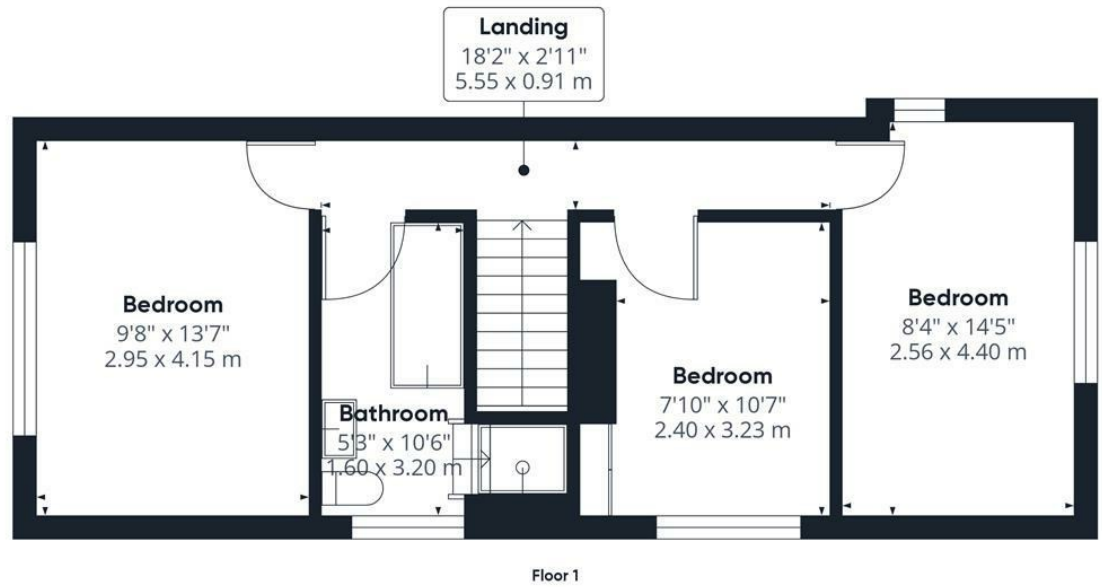 Landing
18'2" x 2'11"
5.55 x 0.91 m
Bedroom
9'8" x 13'7"
2.95 x 4.15 m
Bathroom
5'3" x 10'6"
1.60 x 3.20 m
Bedroom
7'10" x 10'7"
2.40 x 3.23 m
Bedroom
8'4" x 14'5"
2.56 x 4.40 m
Floor 1